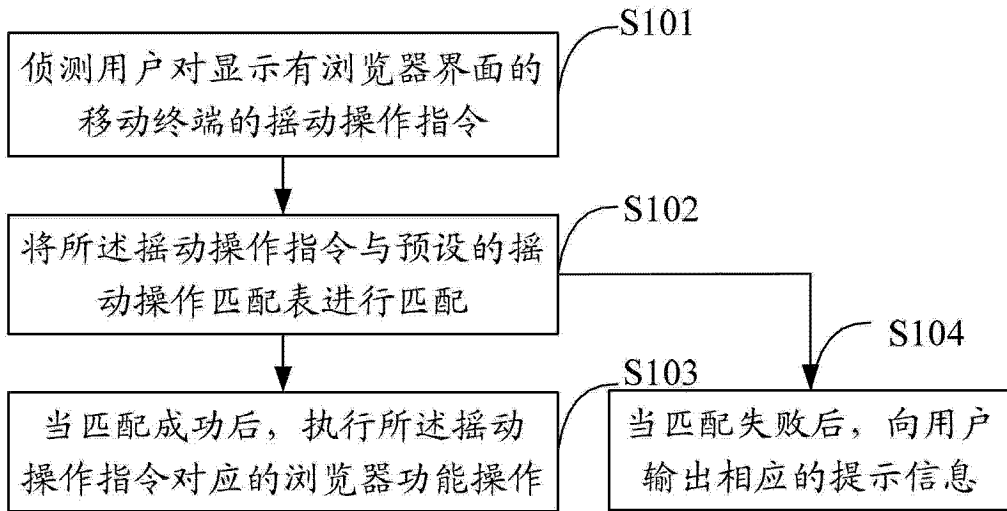 S101
侦测用户对显示有浏览器界面的
移动终端的摇动操作指令
S102
将所述摇动操作指令与预设的摇
动操作匹配表进行匹配
S103
当匹配成功后，执行所述摇动
操作指令对应的浏览器功能操作
S104
当匹配失败后，向用户
输出相应的提示信息